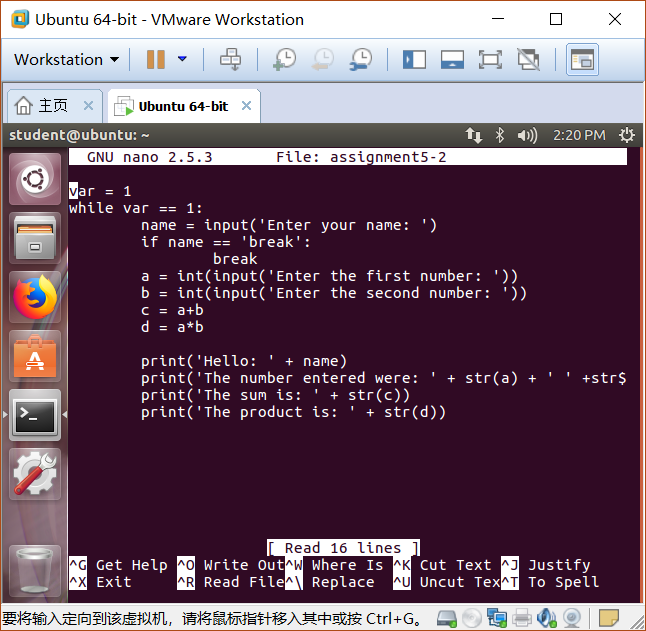 Ubuntu 64-bit - VMware Workstation
Workstation
主页
Ubuntu 64-bit
student@ubuntu: ~
2:20 PM
GNU nano 2.5.3 File: assignment5-2
var = 1
while var == 1:
name = input('Enter your name: ')
if name == 'break':
break
a = int(input('Enter the first number: '))
b = int(input('Enter the second number: '))
c = a+b
d = a*b
print('Hello: ' + name)
print('The number entered were: ' + str(a) + ' ' +str$
print('The sum is: ' + str(c))
print('The product is: ' + str(d))
[ Read 16 lines ]
^G Get Help ^O Write Out^W Where Is ^K Cut Text ^J Justify
^X Exit ^R Read File^\ Replace ^U Uncut Tex^T To Spell
要将输入定向到该虚拟机，请将鼠标指针移入其中或按 Ctrl+G。